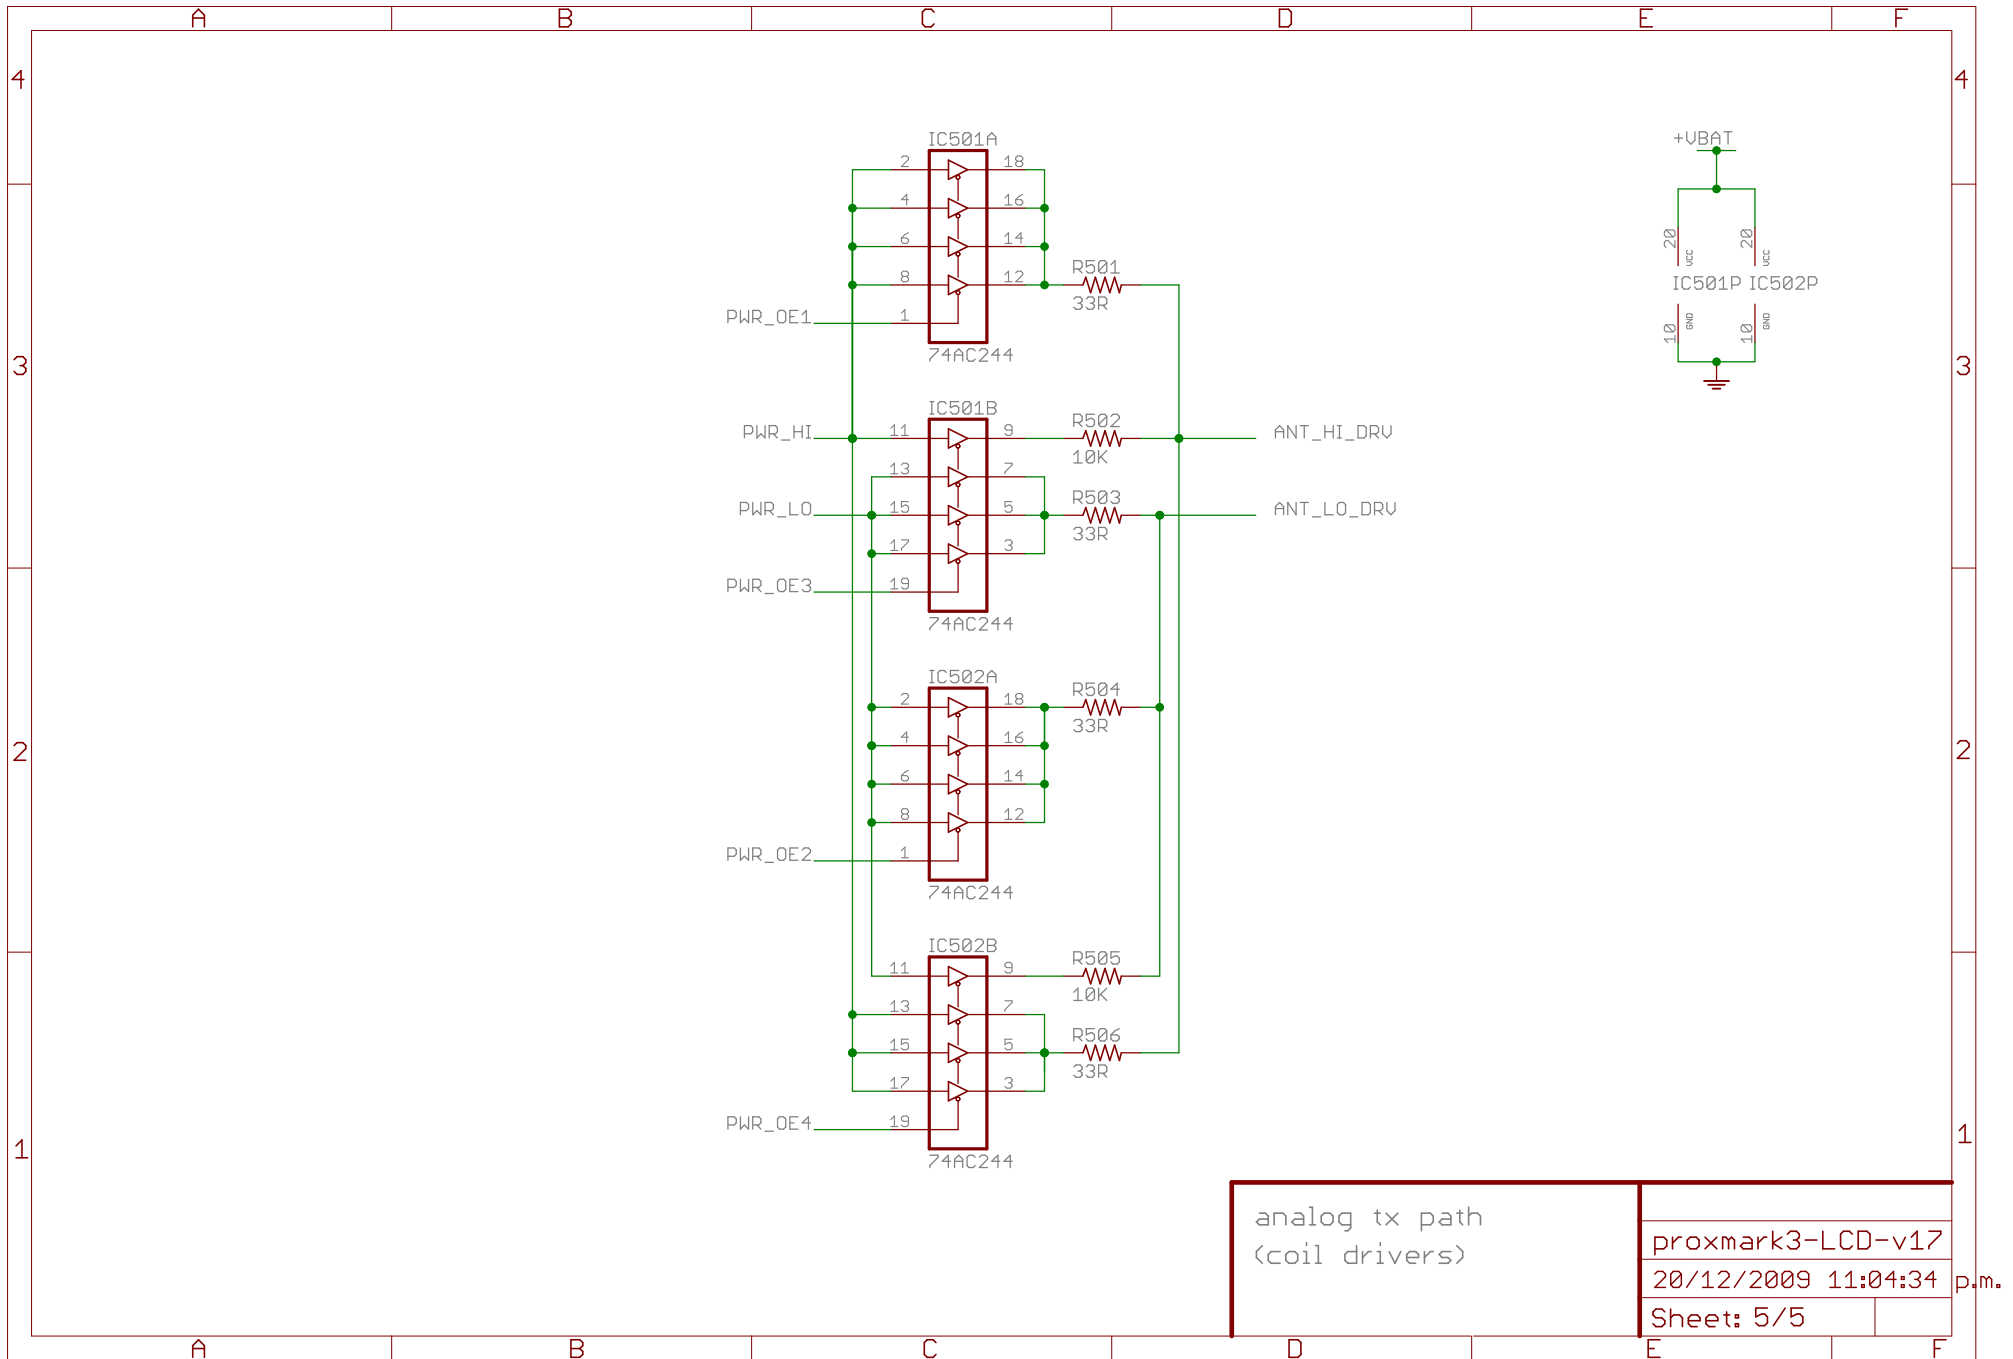 A B C D E F
4 4
IC501A
+VBAT
2 18
4 16
6 14
8 12
R501
33R
PWR_OE1 1
74AC244
20 VCC 20 VCC
IC501P IC502P
10 GND 10 GND
3 3
IC501B
PWR_HI 11 9 R502 ANT_HI_DRV
10K
13 7
PWR_LO 15 5 R503 ANT_LO_DRV
33R
17 3
PWR_OE3 19
74AC244
IC502A
2 18 R504
33R
2 4 16 2
6 14
8 12
PWR_OE2 1
74AC244
IC502B
11 9 R505
10K
13 7
15 5 R506
33R
17 3
PWR_OE4 19
1 1
74AC244
analog tx path
(coil drivers)
proxmark3-LCD-v17
20/12/2009 11:04:34 p.m.
Sheet: 5/5
A B C D E F